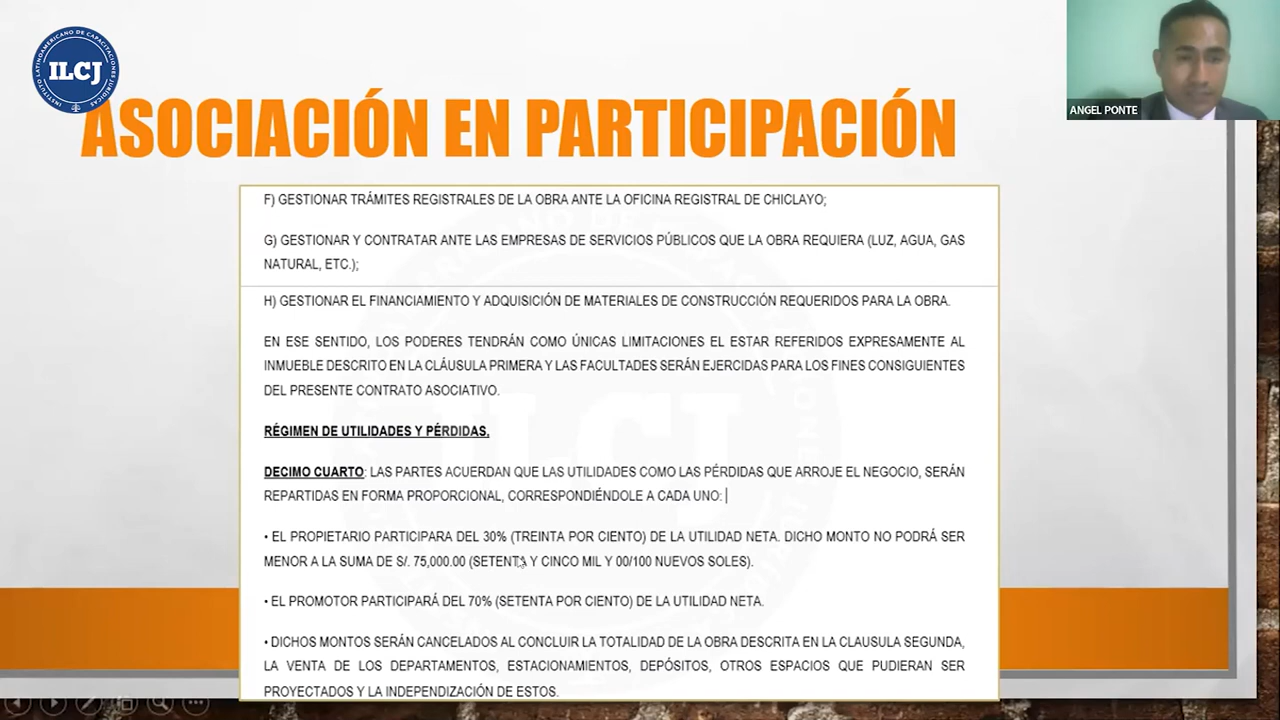 INSTITUTO LATINOAMERICANO DE CAPACITACIONES JURÍDICAS
ILCJ
ANGEL PONTE
ASOCIACIÓN EN PARTICIPACIÓN
F) GESTIONAR TRÁMITES REGISTRALES DE LA OBRA ANTE LA OFICINA REGISTRAL DE CHICLAYO;
G) GESTIONAR Y CONTRATAR ANTE LAS EMPRESAS DE SERVICIOS PÚBLICOS QUE LA OBRA REQUIERA (LUZ, AGUA, GAS
NATURAL, ETC.);
H) GESTIONAR EL FINANCIAMIENTO Y ADQUISICIÓN DE MATERIALES DE CONSTRUCCIÓN REQUERIDOS PARA LA OBRA.
EN ESE SENTIDO, LOS PODERES TENDRÁN COMO ÚNICAS LIMITACIONES EL ESTAR REFERIDOS EXPRESAMENTE AL
INMUEBLE DESCRITO EN LA CLÁUSULA PRIMERA Y LAS FACULTADES SERÁN EJERCIDAS PARA LOS FINES CONSIGUIENTES
DEL PRESENTE CONTRATO ASOCIATIVO.
RÉGIMEN DE UTILIDADES Y PÉRDIDAS.
DECIMO CUARTO: LAS PARTES ACUERDAN QUE LAS UTILIDADES COMO LAS PÉRDIDAS QUE ARROJE EL NEGOCIO, SERÁN
REPARTIDAS EN FORMA PROPORCIONAL, CORRESPONDIÉNDOLE A CADA UNO:
• EL PROPIETARIO PARTICIPARA DEL 30% (TREINTA POR CIENTO) DE LA UTILIDAD NETA. DICHO MONTO NO PODRÁ SER
MENOR A LA SUMA DE S/. 75,000.00 (SETENTA Y CINCO MIL Y 00/100 NUEVOS SOLES).
• EL PROMOTOR PARTICIPARÁ DEL 70% (SETENTA POR CIENTO) DE LA UTILIDAD NETA.
• DICHOS MONTOS SERÁN CANCELADOS AL CONCLUIR LA TOTALIDAD DE LA OBRA DESCRITA EN LA CLAUSULA SEGUNDA,
LA VENTA DE LOS DEPARTAMENTOS, ESTACIONAMIENTOS, DEPÓSITOS, OTROS ESPACIOS QUE PUDIERAN SER
PROYECTADOS Y LA INDEPENDIZACIÓN DE ESTOS.